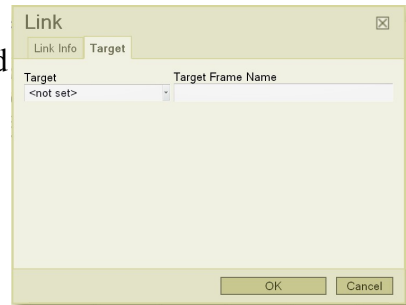 Link
Link Info Target
d
Target Target Frame Name
<not set>
OK Cancel